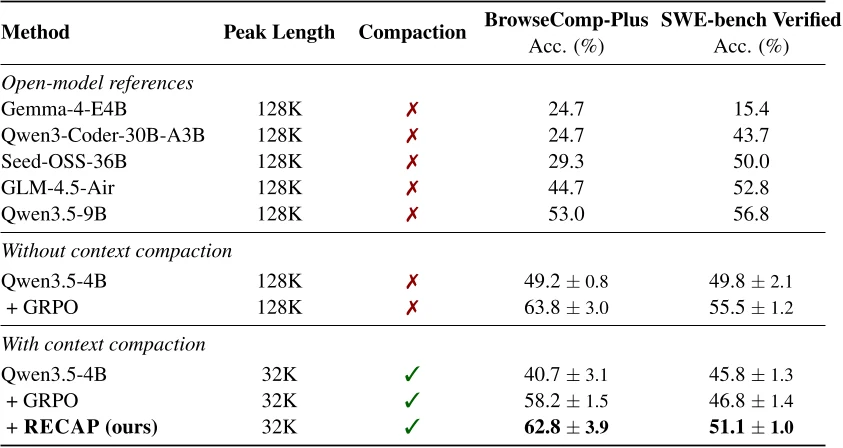 Method Peak Length Compaction BrowseComp-Plus SWE-bench Verified
Acc. (%) Acc. (%)
Open-model references
Gemma-4-E4B 128K ✗ 24.7 15.4
Qwen3-Coder-30B-A3B 128K ✗ 24.7 43.7
Seed-OSS-36B 128K ✗ 29.3 50.0
GLM-4.5-Air 128K ✗ 44.7 52.8
Qwen3.5-9B 128K ✗ 53.0 56.8
Without context compaction
Qwen3.5-4B 128K ✗ 49.2 ± 0.8 49.8 ± 2.1
+ GRPO 128K ✗ 63.8 ± 3.0 55.5 ± 1.2
With context compaction
Qwen3.5-4B 32K ✓ 40.7 ± 3.1 45.8 ± 1.3
+ GRPO 32K ✓ 58.2 ± 1.5 46.8 ± 1.4
+ RECAP (ours) 32K ✓ 62.8 ± 3.9 51.1 ± 1.0